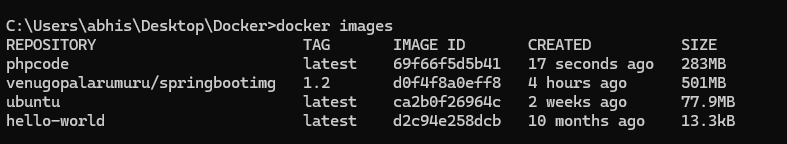 C:\Users\abhis\Desktop\Docker>docker images
REPOSITORY TAG IMAGE ID CREATED SIZE
phpcode latest 69f66f5d5b41 17 seconds ago 283MB
venugopalarumuru/springbootimg 1.2 d0f4f8a0eff8 4 hours ago 501MB
ubuntu latest ca2b0f26964c 2 weeks ago 77.9MB
hello-world latest d2c94e258dcb 10 months ago 13.3kB